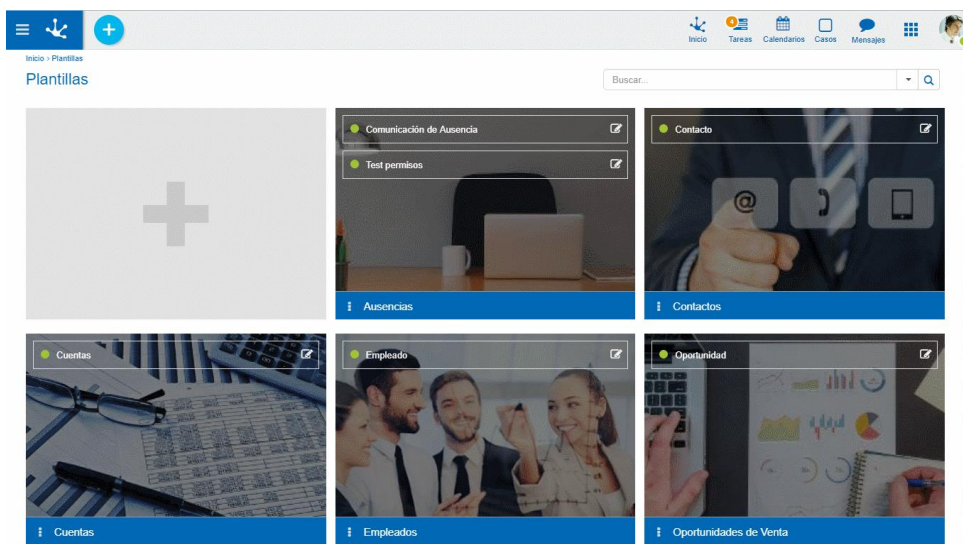 4
Inicio
Tareas
Calendarios
Casos
Mensajes
Inicio › Plantillas
Plantillas
Buscar...
Comunicación de Ausencia
Test permisos
Ausencias
Contacto
@
Contactos
Cuentas
Cuentas
Empleado
Empleados
Oportunidad
Oportunidades de Venta